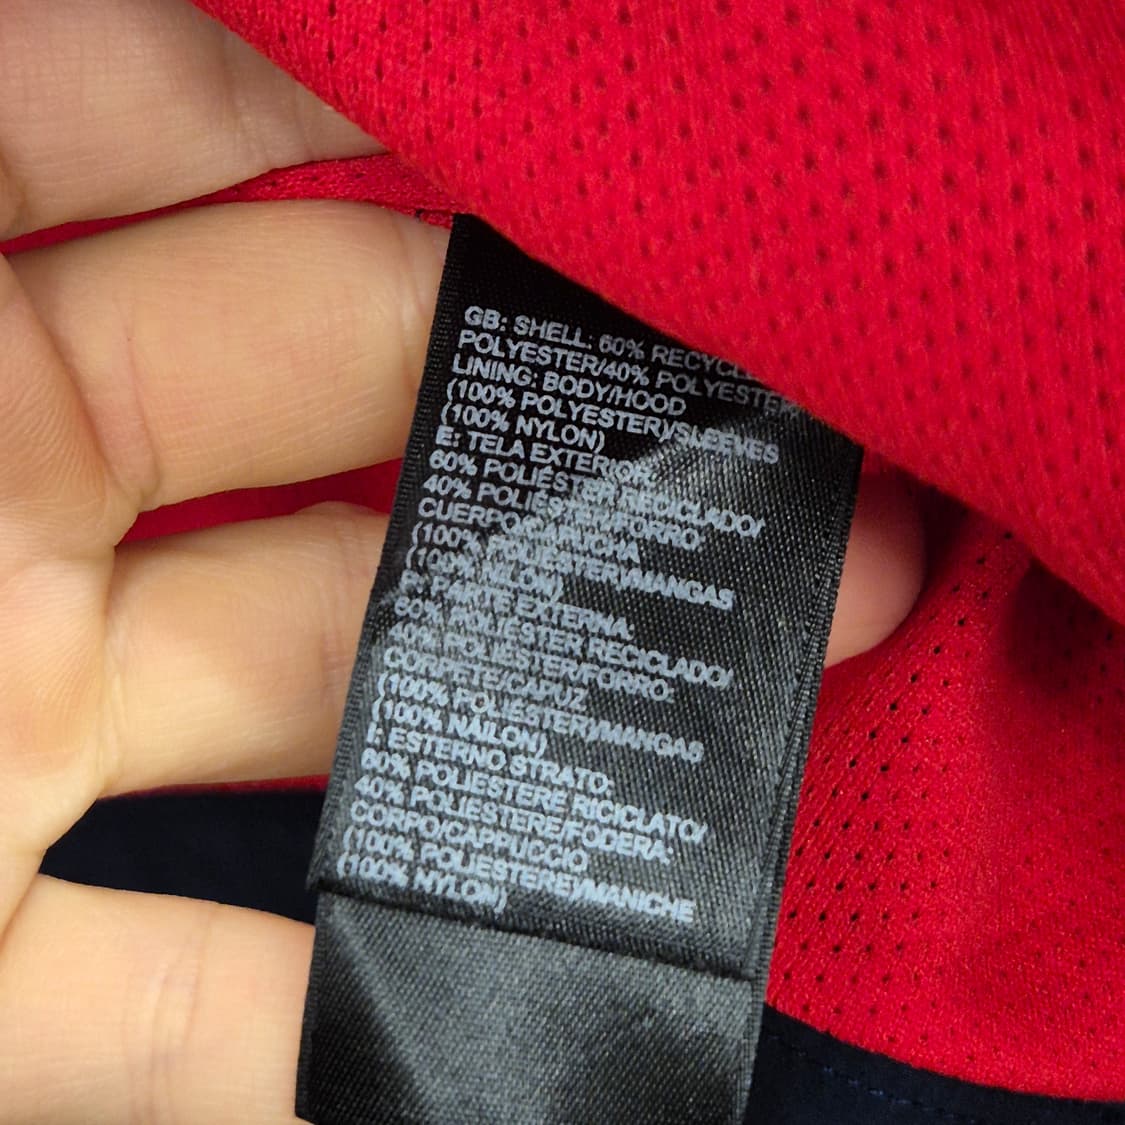 GB: SHELL: 60% RECYCLED
POLYESTER/40% POLYESTER
LINING: BODY/HOOD
(100% POLYESTER)/SLEEVES
(100% NYLON)
E: TELA EXTERIOR:
60% POLIÉSTER RECICLADO/
40% POLIÉSTER/FORRO:
CUERPO/CAPUCHA
(100% POLIÉSTER)/MANGAS
(100% NAILON)
P: PARTE EXTERNA:
60% POLIÉSTER RECICLADO/
40% POLIÉSTER/FORRO:
CORPETE/CAPUZ
(100% POLIÉSTER)/MANGAS
(100% NÁILON)
I: ESTERNO STRATO:
60% POLIESTERE RICICLATO/
40% POLIESTERE/FODERA:
CORPO/CAPPUCCIO
(100% POLIESTERE)/MANICHE
(100% NYLON)